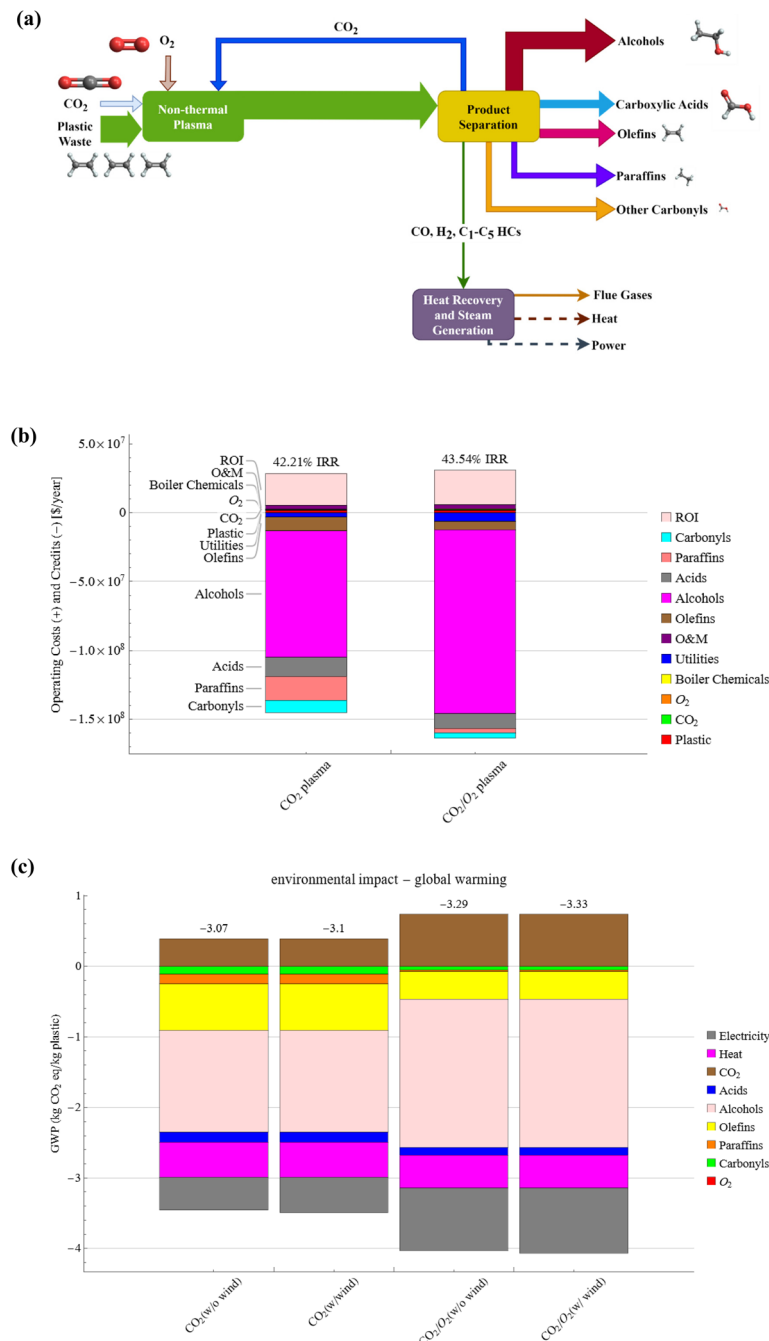 (a)
CO2
O2
Alcohols
CO2
Non-thermal
Plasma
Product
Separation
Carboxylic Acids
Plastic
Waste
Olefins
Paraffins
Other Carbonyls
CO, H2, C1-C5 HCs
Heat Recovery
and Steam
Generation
Flue Gases
Heat
Power
(b)
Operating Costs (+) and Credits (−) [$/year]
5.0×10^7
0
−5.0×10^7
−1.0×10^8
−1.5×10^8
42.21% IRR
43.54% IRR
ROI
O&M
Boiler Chemicals
O2
CO2
Plastic
Utilities
Olefins
Alcohols
Acids
Paraffins
Carbonyls
CO2 plasma
CO2/O2 plasma
ROI
Carbonyls
Paraffins
Acids
Alcohols
Olefins
O&M
Utilities
Boiler Chemicals
O2
CO2
Plastic
(c)
environmental impact – global warming
GWP (kg CO2 eq/kg plastic)
1
0
−1
−2
−3
−4
−3.07
−3.1
−3.29
−3.33
CO2(w/o wind)
CO2(w/wind)
CO2/O2(w/o wind)
CO2/O2(w/ wind)
Electricity
Heat
CO2
Acids
Alcohols
Olefins
Paraffins
Carbonyls
O2